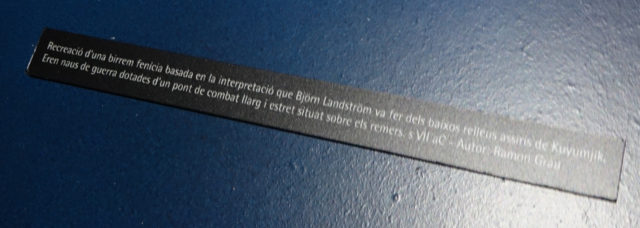 Recreació d'una birrem fenícia basada en la interpretació que Björn Landström va fer dels baixos relleus assiris de Kuyumjik.
Eren naus de guerra dotades d'un pont de combat llarg i estret situat sobre els remers. s VII aC - Autor: Ramon Grau